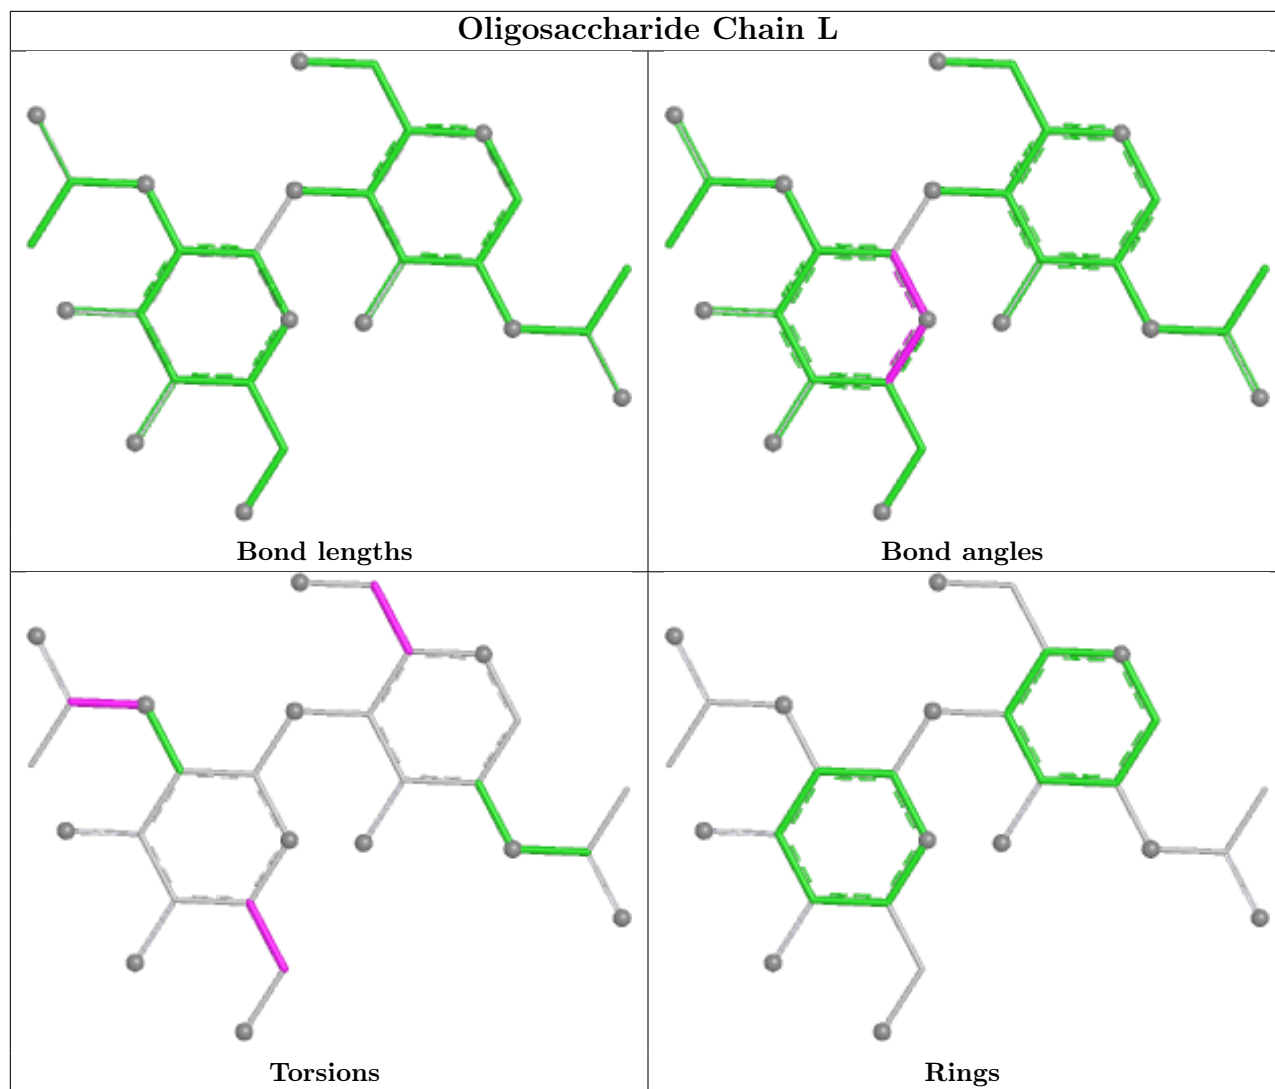 Oligosaccharide Chain L
Bond lengths
Bond angles
Torsions
Rings